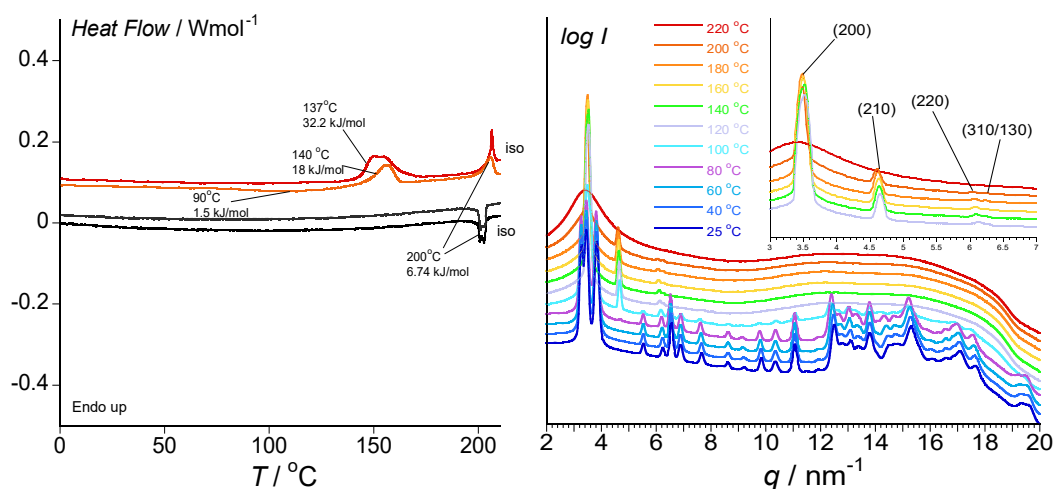 Heat Flow / Wmol⁻¹
0.4
0.2
0
-0.2
-0.4
137°C
32.2 kJ/mol
140 °C
18 kJ/mol
90°C
1.5 kJ/mol
iso
iso
200°C
6.74 kJ/mol
Endo up
0
50
100
150
200
T / °C
log I
220 °C
200 °C
180 °C
160 °C
140 °C
120 °C
100 °C
80 °C
60 °C
40 °C
25 °C
(200)
(210)
(220)
(310/130)
3
3.5
4
4.5
5
5.5
6
6.5
7
2
4
6
8
10
12
14
16
18
20
q / nm⁻¹